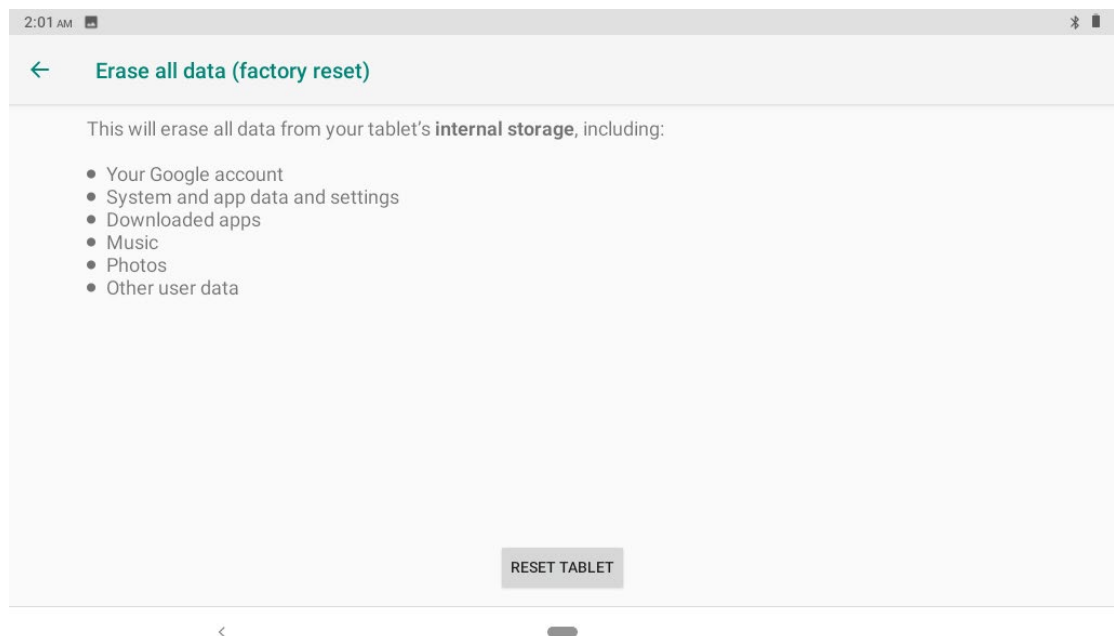 2:01 AM
Erase all data (factory reset)
This will erase all data from your tablet's internal storage, including:
• Your Google account
• System and app data and settings
• Downloaded apps
• Music
• Photos
• Other user data
RESET TABLET